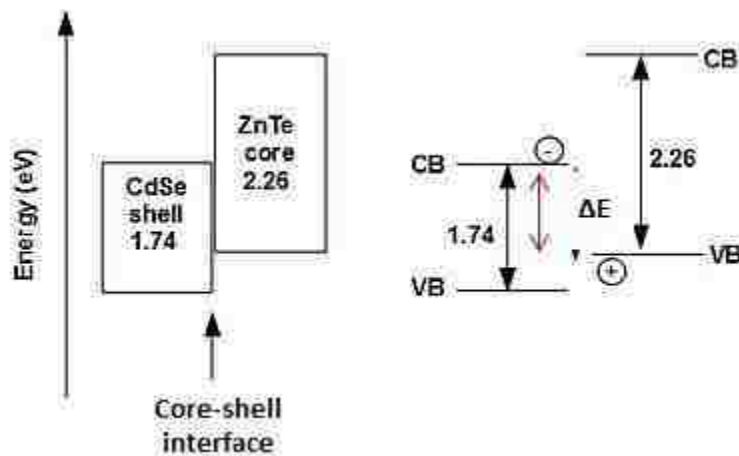 Energy (eV)
CdSe
shell
1.74
ZnTe
core
2.26
Core-shell
interface
CB
CB
-
2.26
1.74
ΔE
VB
VB
+